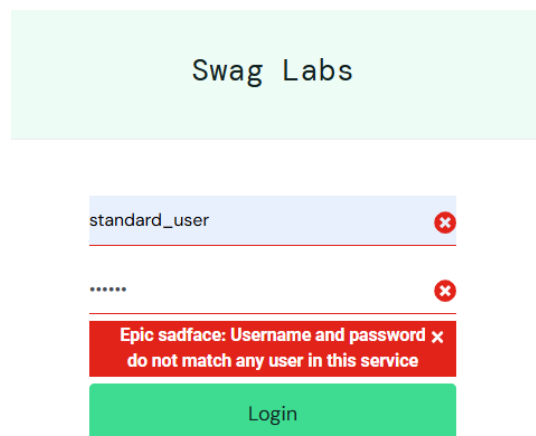 Swag Labs
standard_user
••••••
Epic sadface: Username and password
do not match any user in this service
Login